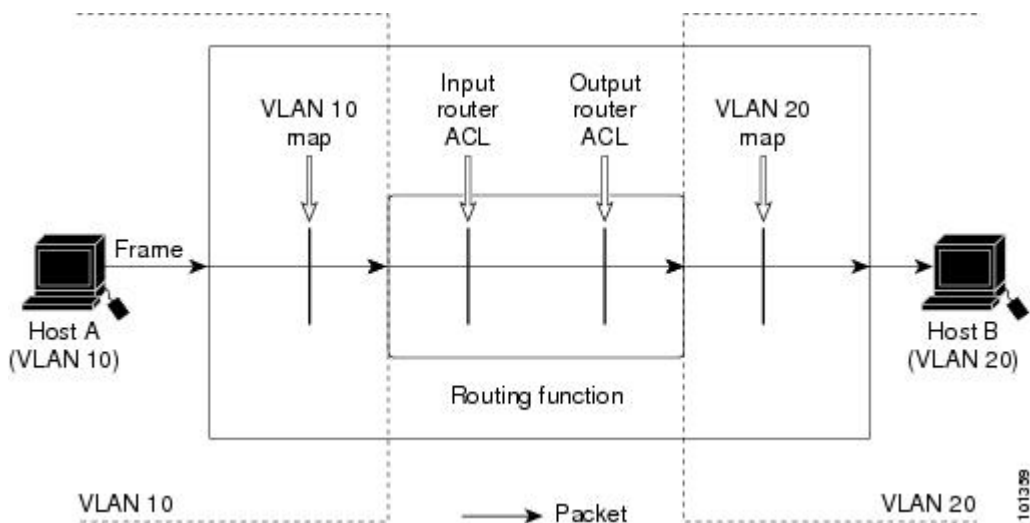 VLAN 10
map
Input
router
ACL
Output
router
ACL
VLAN 20
map
Frame
Host A
(VLAN 10)
Host B
(VLAN 20)
Routing function
VLAN 10
Packet
VLAN 20
101359